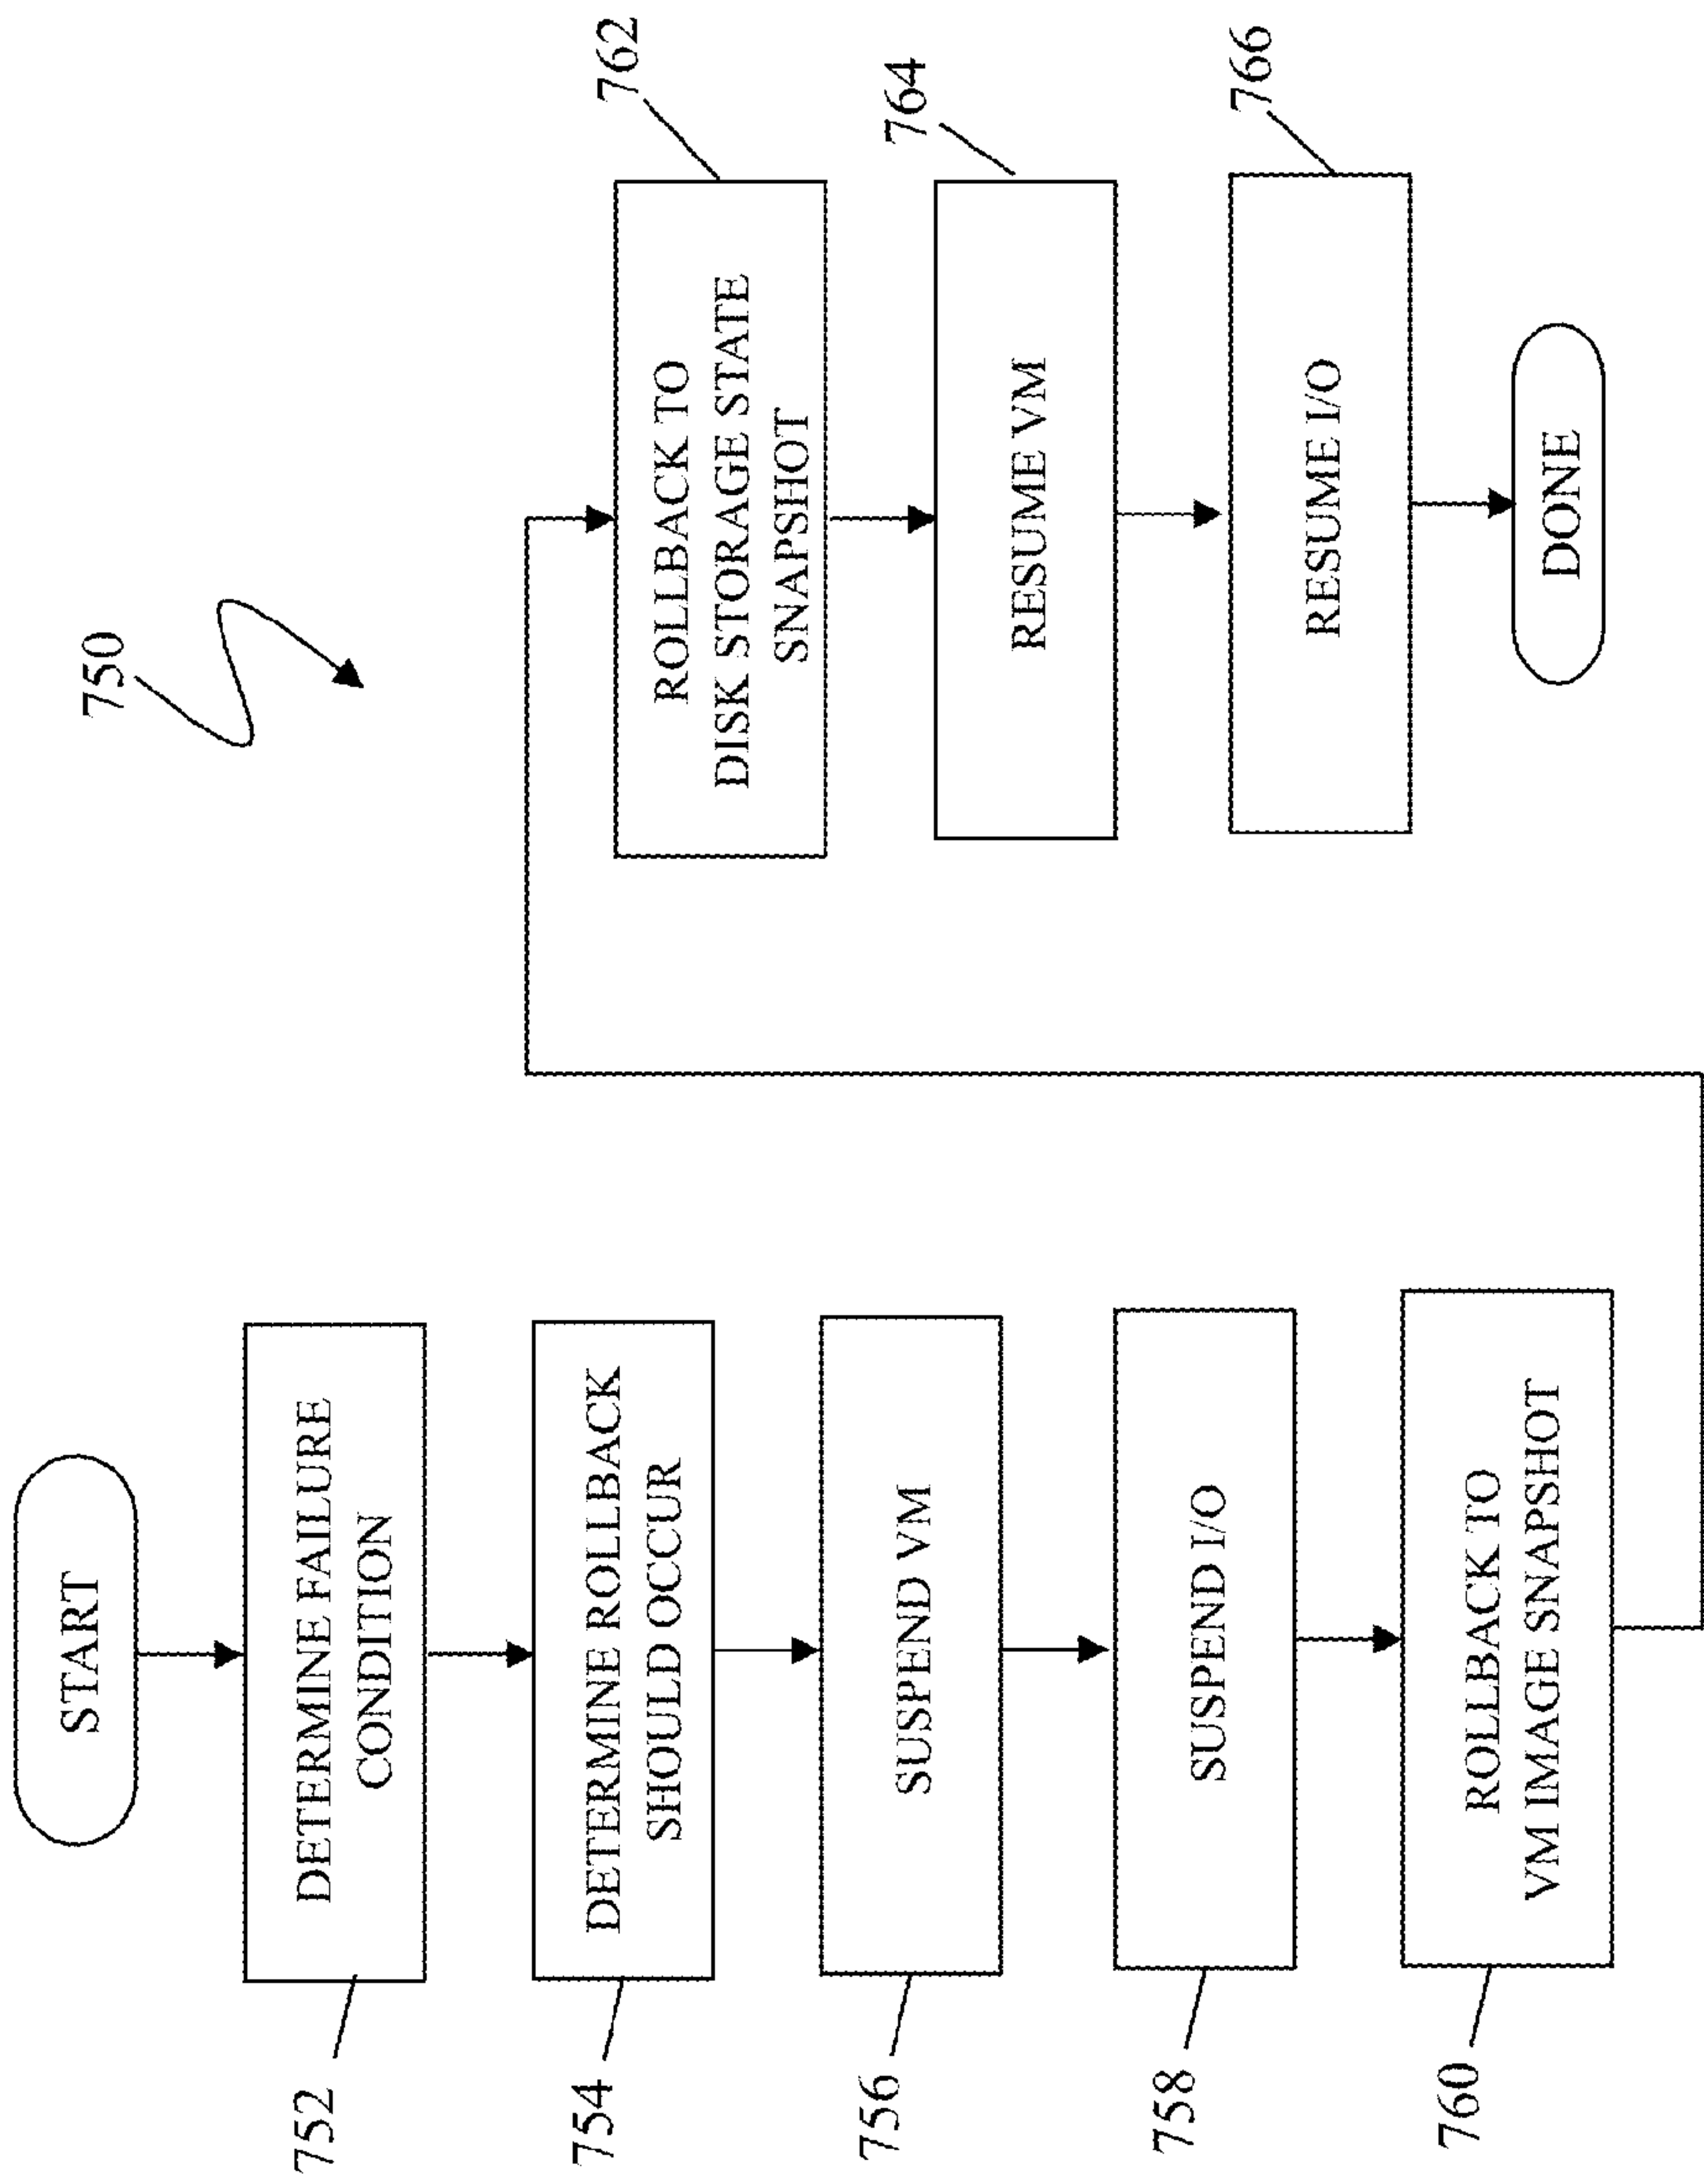 750
START
752
DETERMINE FAILURE
CONDITION
754
DETERMINE ROLLBACK
SHOULD OCCUR
756
SUSPEND VM
758
SUSPEND I/O
760
ROLLBACK TO
VM IMAGE SNAPSHOT
762
ROLLBACK TO
DISK STORAGE STATE
SNAPSHOT
764
RESUME VM
766
RESUME I/O
DONE